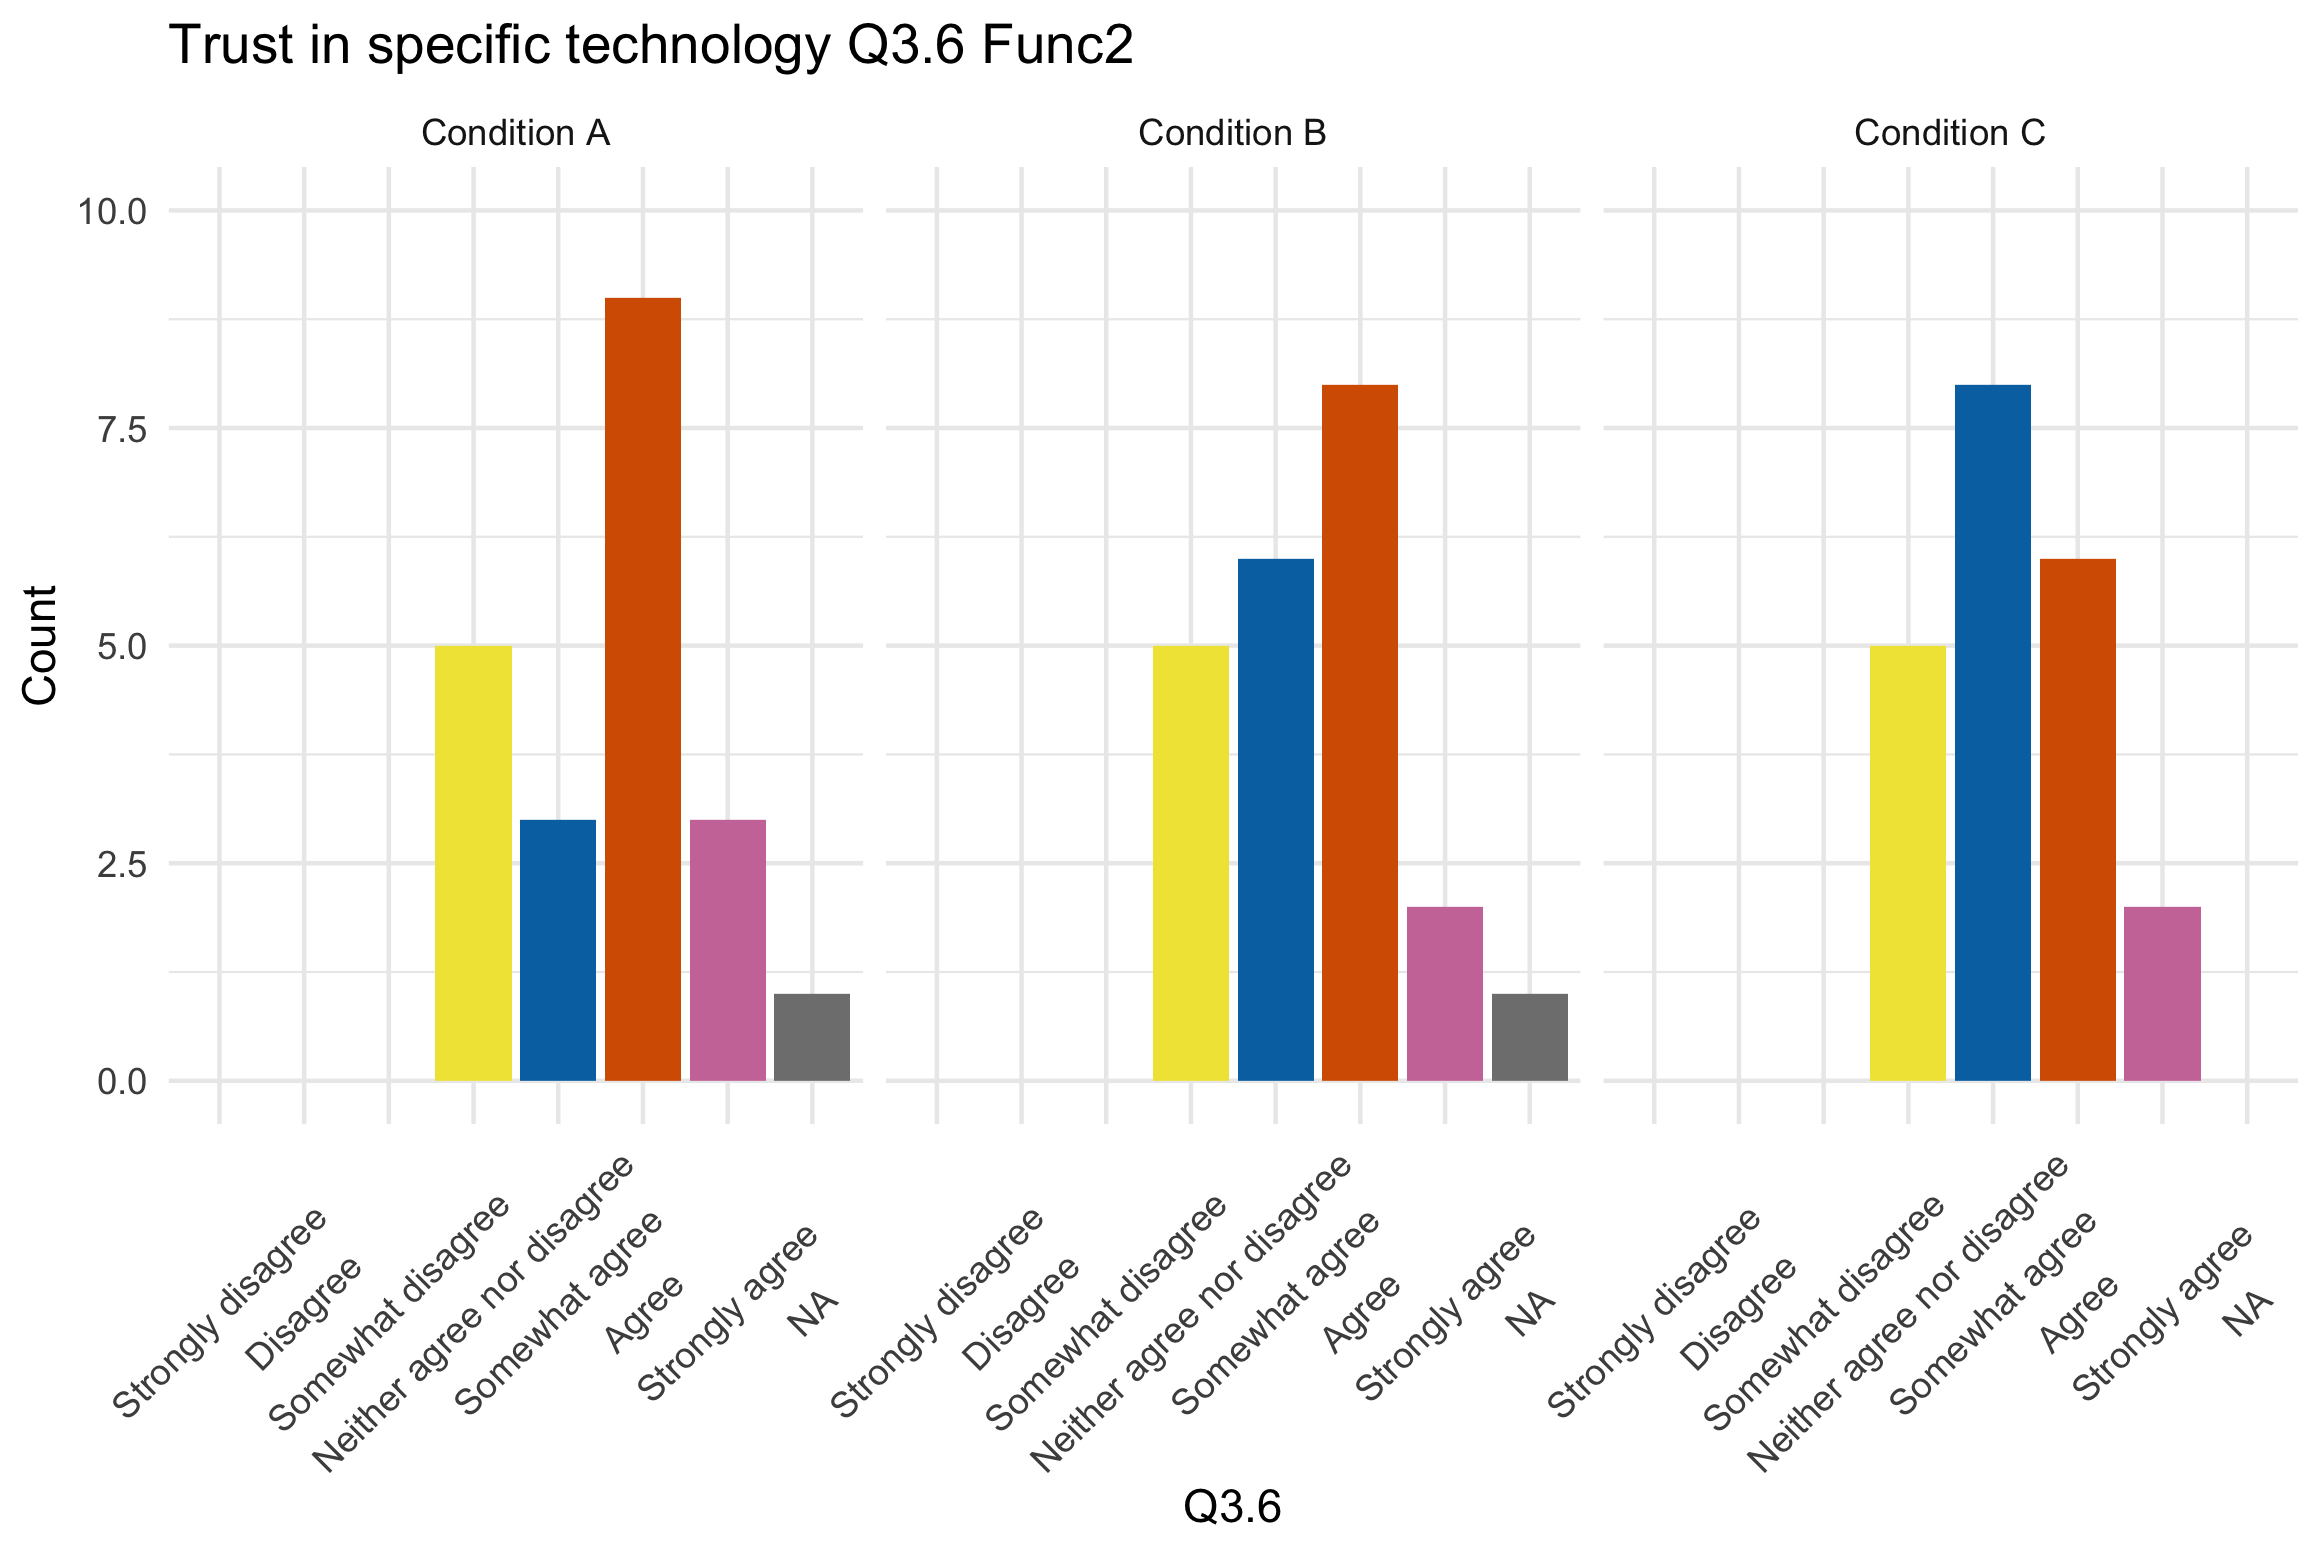 Trust in specific technology Q3.6 Func2
Condition A
Condition B
Condition C
10.0
7.5
5.0
2.5
0.0
Count
Strongly disagree
Disagree
Somewhat disagree
Neither agree nor disagree
Somewhat agree
Agree
Strongly agree
NA
Strongly disagree
Disagree
Somewhat disagree
Neither agree nor disagree
Somewhat agree
Agree
Strongly agree
NA
Strongly disagree
Disagree
Somewhat disagree
Neither agree nor disagree
Somewhat agree
Agree
Strongly agree
NA
Q3.6